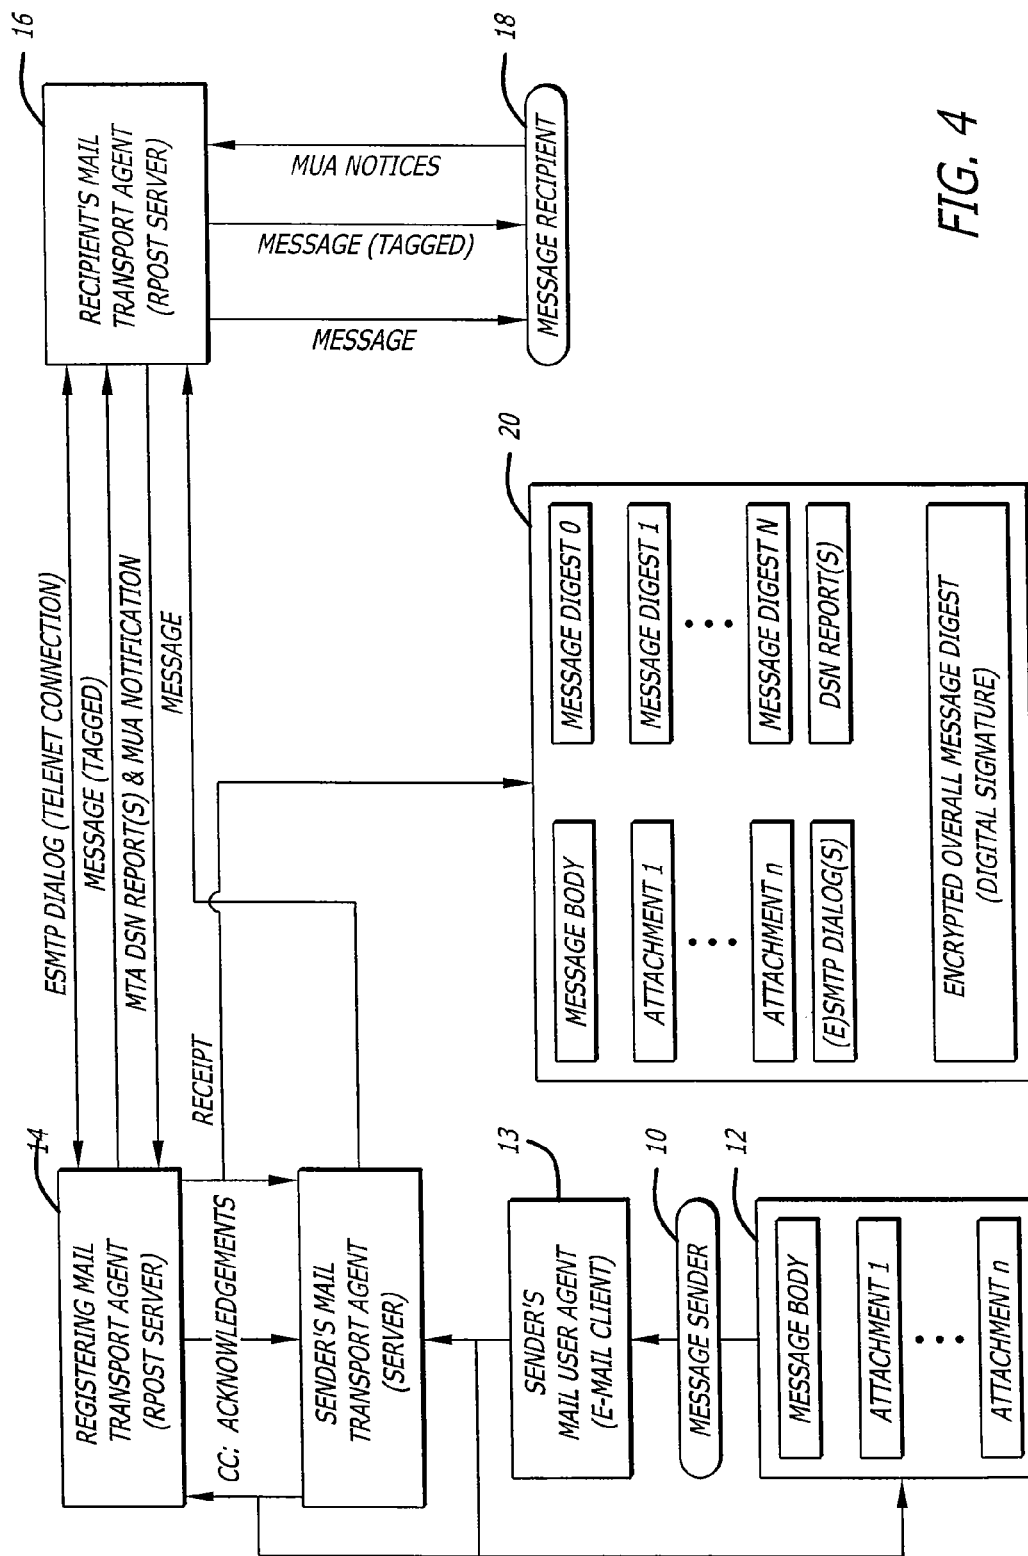 14
REGISTERING MAIL
TRANSPORT AGENT
(RPOST SERVER)
ESMTP DIALOG (TELENET CONNECTION)
MESSAGE (TAGGED)
MTA DSN REPORT(S) & MUA NOTIFICATION
MESSAGE
16
RECIPIENT'S MAIL
TRANSPORT AGENT
(RPOST SERVER)
CC: ACKNOWLEDGEMENTS
RECEIPT
SENDER'S MAIL
TRANSPORT AGENT
(SERVER)
MESSAGE
MESSAGE (TAGGED)
MUA NOTICES
18
MESSAGE RECIPIENT
13
SENDER'S
MAIL USER AGENT
(E-MAIL CLIENT)
10
MESSAGE SENDER
12
MESSAGE BODY
ATTACHMENT 1
• • •
ATTACHMENT n
20
MESSAGE BODY
MESSAGE DIGEST 0
ATTACHMENT 1
MESSAGE DIGEST 1
• • •
• • •
ATTACHMENT n
MESSAGE DIGEST N
(E)SMTP DIALOG(S)
DSN REPORT(S)
ENCRYPTED OVERALL MESSAGE DIGEST
(DIGITAL SIGNATURE)
FIG. 4